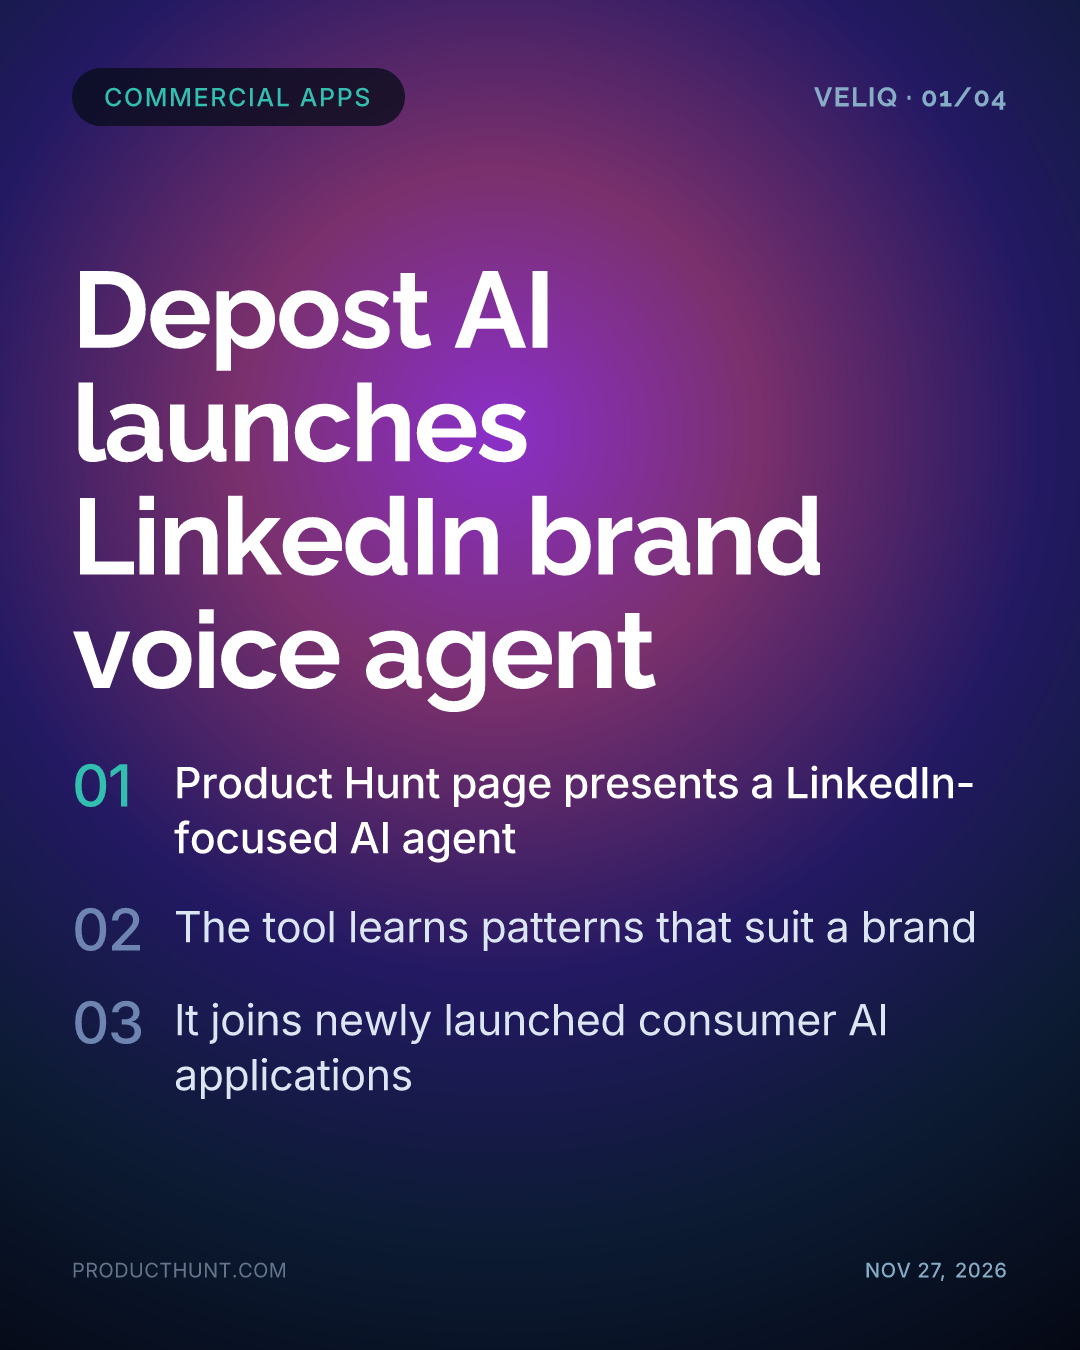 COMMERCIAL APPS
VELIQ · 01/04
Depost AI
launches
LinkedIn brand
voice agent
01 Product Hunt page presents a LinkedIn-
focused AI agent
02 The tool learns patterns that suit a brand
03 It joins newly launched consumer AI
applications
PRODUCTHUNT.COM
NOV 27, 2026